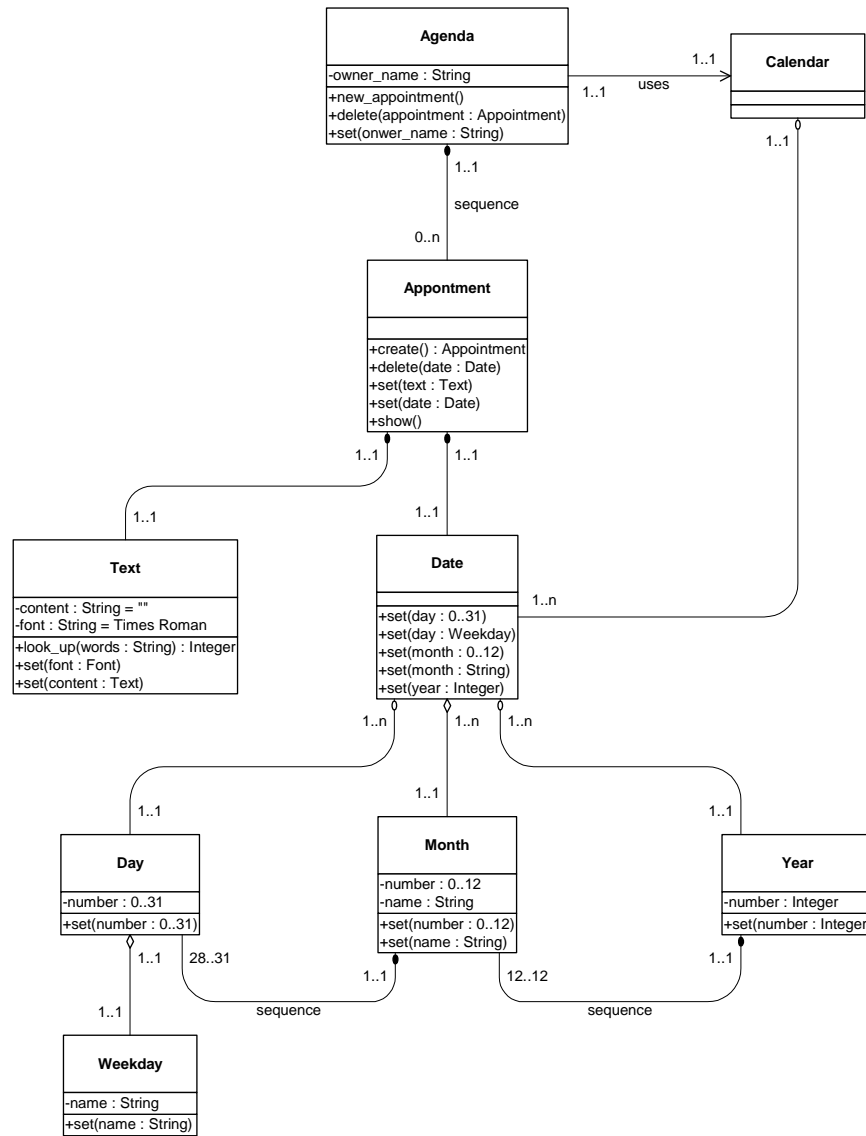 Agenda
-owner_name : String
+new_appointment()
+delete(appointment : Appointment)
+set(onwer_name : String)
1..1
uses
1..1
Calendar
1..1
1..1
sequence
0..n
Appontment
+create() : Appointment
+delete(date : Date)
+set(text : Text)
+set(date : Date)
+show()
1..1
1..1
1..1
1..1
Text
-content : String = ""
-font : String = Times Roman
+look_up(words : String) : Integer
+set(font : Font)
+set(content : Text)
Date
+set(day : 0..31)
+set(day : Weekday)
+set(month : 0..12)
+set(month : String)
+set(year : Integer)
1..n
1..n
1..n
1..n
1..1
1..1
1..1
Day
-number : 0..31
+set(number : 0..31)
Month
-number : 0..12
-name : String
+set(number : 0..12)
+set(name : String)
Year
-number : Integer
+set(number : Integer)
1..1
28..31
1..1
sequence
12..12
1..1
sequence
1..1
Weekday
-name : String
+set(name : String)